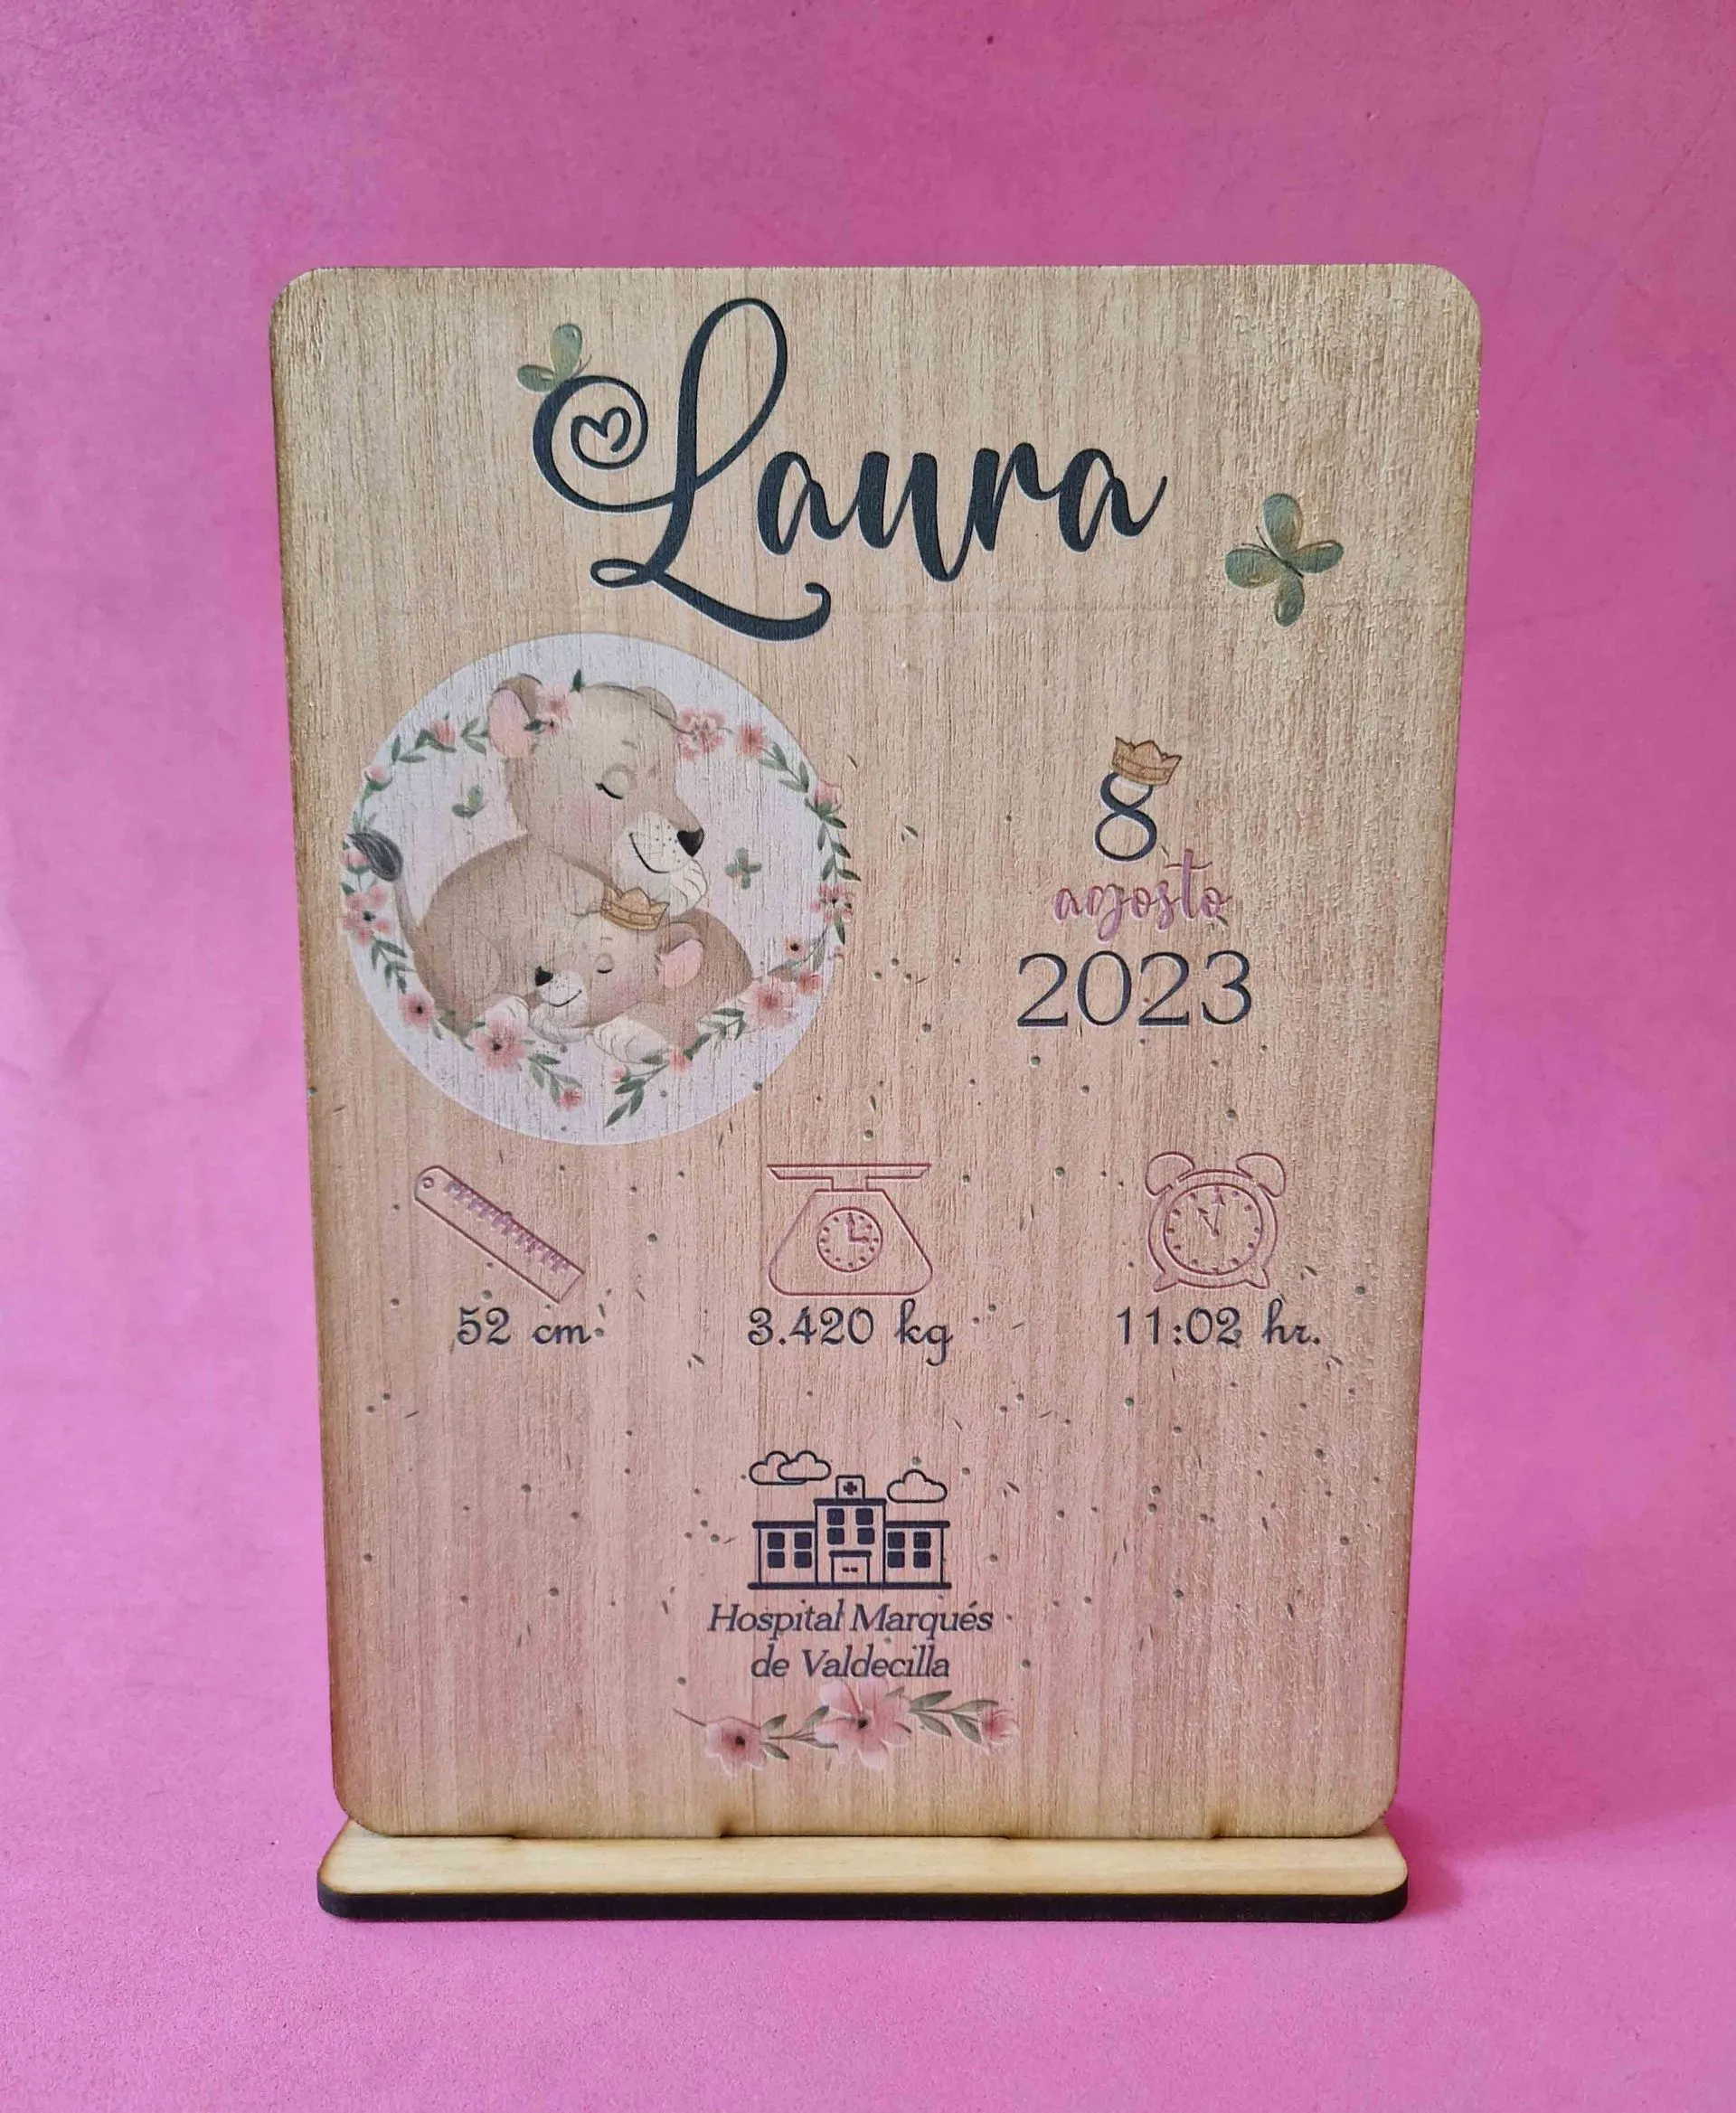 Laura
8
agosto
2023
52 cm
3.420 kg
11:02 hr.
Hospital Marqués
de Valdecilla